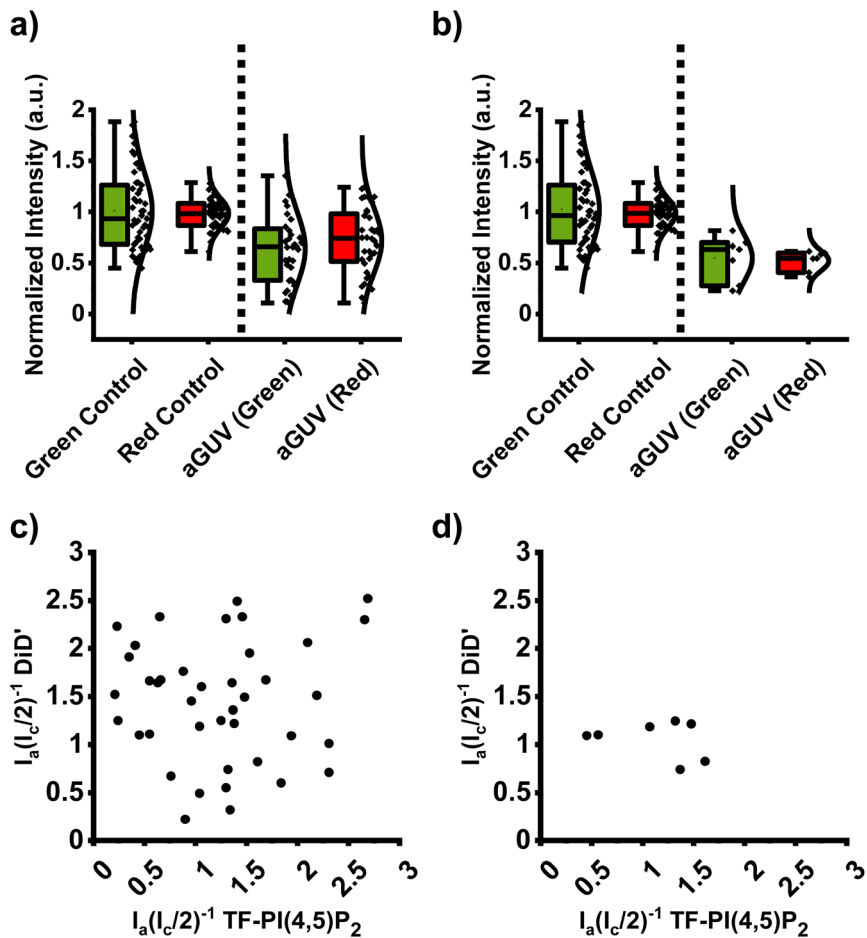 a)
Normalized Intensity (a.u.)
2
1.5
1
0.5
0
Green Control
Red Control
aGUV (Green)
aGUV (Red)
b)
Normalized Intensity (a.u.)
2
1.5
1
0.5
0
Green Control
Red Control
aGUV (Green)
aGUV (Red)
c)
Iₐ(I_c/2)⁻¹ DiD'
3
2.5
2
1.5
1
0.5
0
0 0.5 1 1.5 2 2.5 3
Iₐ(I_c/2)⁻¹ TF-PI(4,5)P₂
d)
Iₐ(I_c/2)⁻¹ DiD'
3
2.5
2
1.5
1
0.5
0
0 0.5 1 1.5 2 2.5 3
Iₐ(I_c/2)⁻¹ TF-PI(4,5)P₂